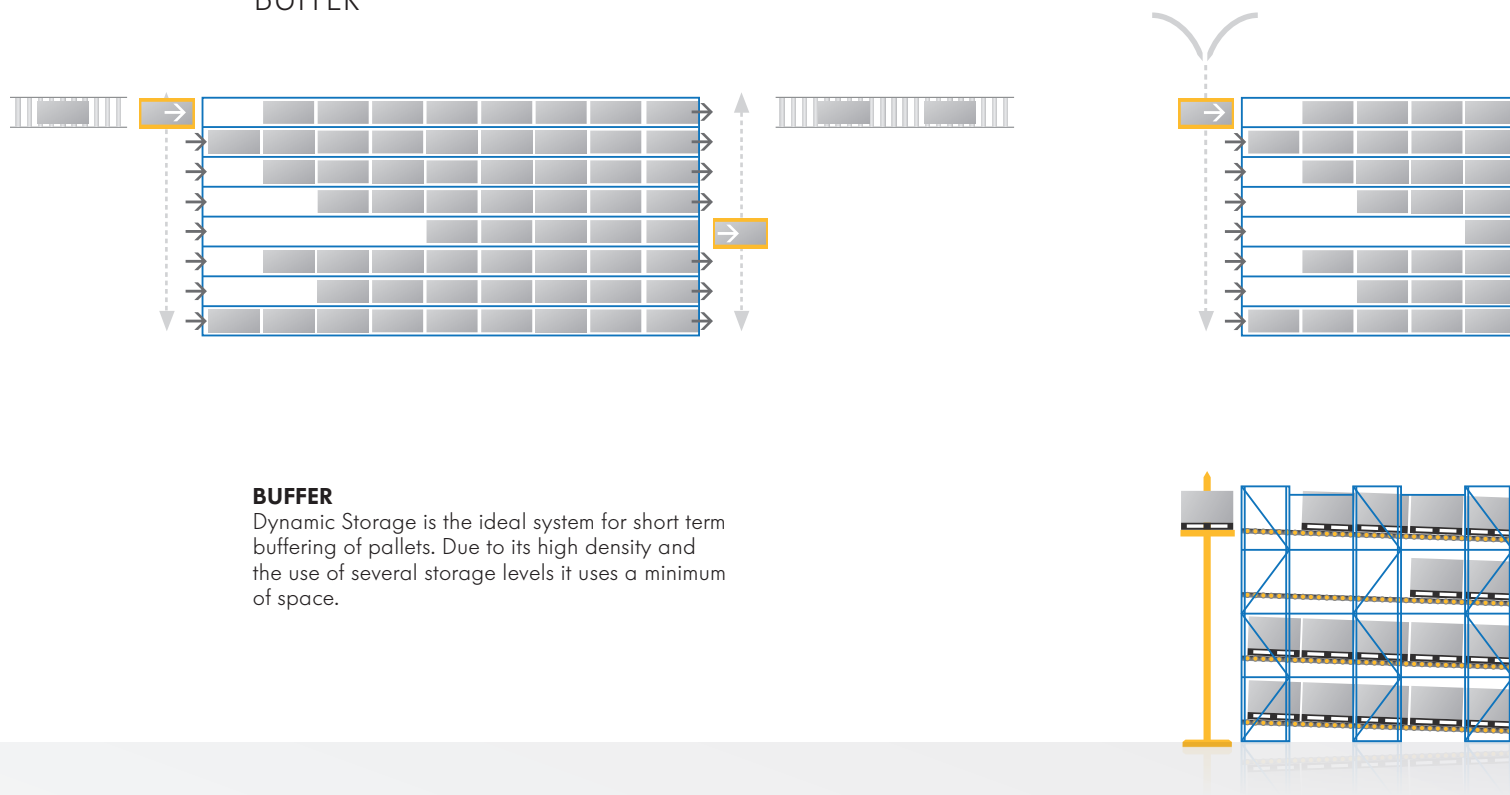 BUFFER
BUFFER
Dynamic Storage is the ideal system for short term
buffering of pallets. Due to its high density and
the use of several storage levels it uses a minimum
of space.